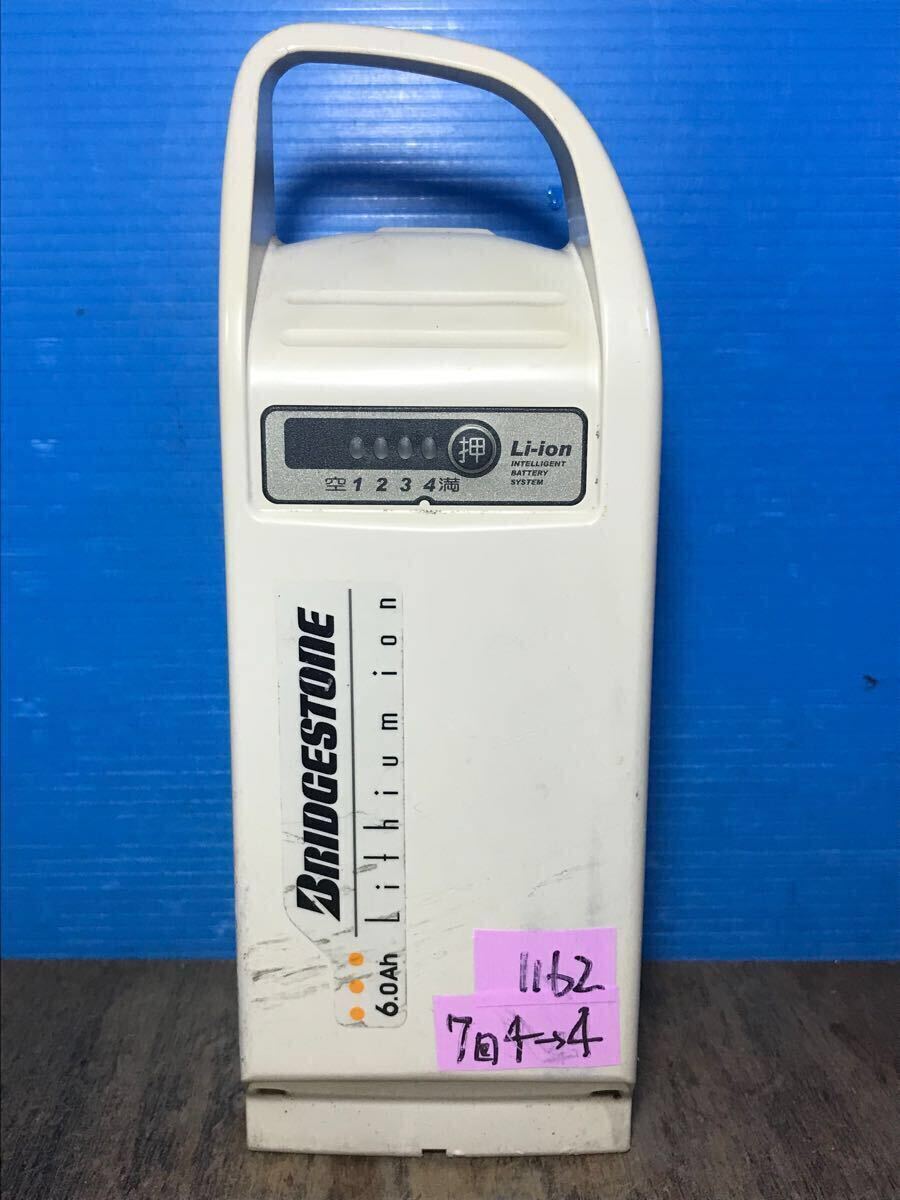 押
Li-ion
INTELLIGENT
BATTERY
SYSTEM
空 1 2 3 4 満
BRIDGESTONE
Lithium ion
6.0Ah
1162
7回4→4